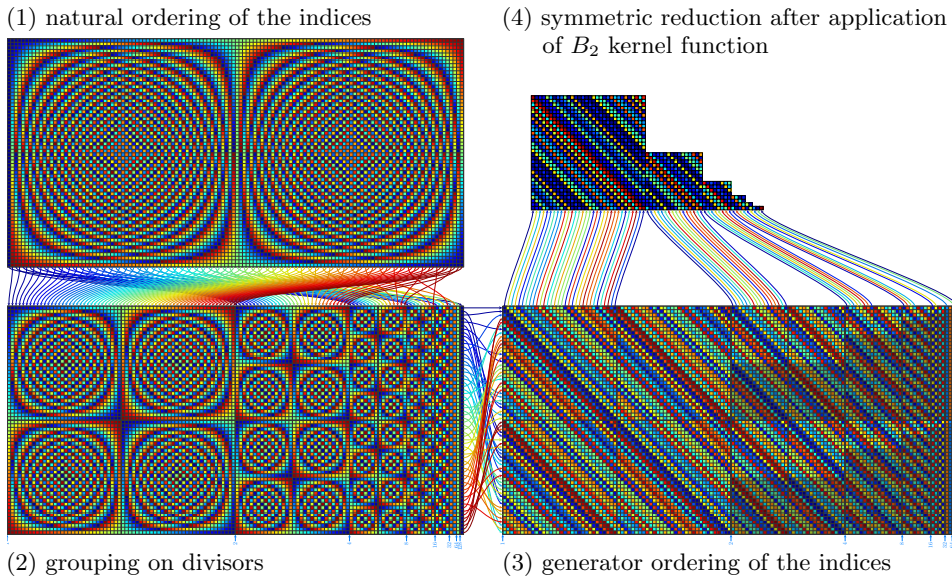 (1) natural ordering of the indices
(4) symmetric reduction after application
of B₂ kernel function
(2) grouping on divisors
(3) generator ordering of the indices